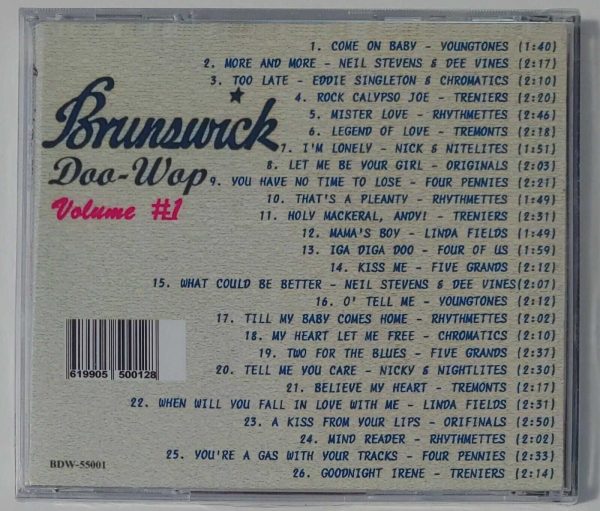 Brunswick
Doo-Wop
Volume #1
1. COME ON BABY - YOUNGTONES (1:40)
2. MORE AND MORE - NEIL STEVENS & DEE VINES (2:17)
3. TOO LATE - EDDIE SINGLETON & CHROMATICS (2:10)
4. ROCK CALYPSO JOE - TRENIERS (2:20)
5. MISTER LOVE - RHYTHMETTES (2:46)
6. LEGEND OF LOVE - TREMONTS (2:18)
7. I'M LONELY - NICK & NITELITES (1:51)
8. LET ME BE YOUR GIRL - ORIGINALS (2:03)
9. YOU HAVE NO TIME TO LOSE - FOUR PENNIES (2:21)
10. THAT'S A PLEANTY - RHYTHMETTES (1:49)
11. HOLY MACKERAL, ANDY! - TRENIERS (2:31)
12. MAMA'S BOY - LINDA FIELDS (1:49)
13. IGA DIGA DOO - FOUR OF US (1:59)
14. KISS ME - FIVE GRANDS (2:12)
15. WHAT COULD BE BETTER - NEIL STEVENS & DEE VINES(2:07)
16. O' TELL ME - YOUNGTONES (2:12)
17. TILL MY BABY COMES HOME - RHYTHMETTES (2:02)
18. MY HEART LET ME FREE - CHROMATICS (2:10)
19. TWO FOR THE BLUES - FIVE GRANDS (2:37)
20. TELL ME YOU CARE - NICKY & NIGHTLITES (2:30)
21. BELIEVE MY HEART - TREMONTS (2:17)
22. WHEN WILL YOU FALL IN LOVE WITH ME - LINDA FIELDS (2:31)
23. A KISS FROM YOUR LIPS - ORIFINALS (2:50)
24. MIND READER - RHYTHMETTES (2:02)
25. YOU'RE A GAS WITH YOUR TRACKS - FOUR PENNIES (2:33)
26. GOODNIGHT IRENE - TRENIERS (2:14)
619905 500128
BDW-55001